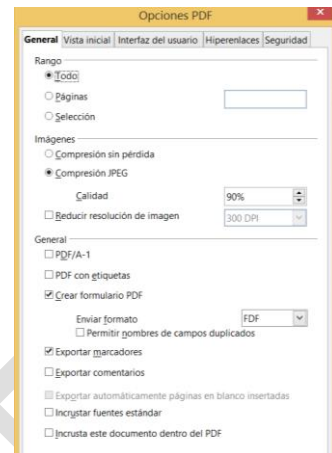 Opciones PDF
General Vista inicial Interfaz del usuario Hiperenlaces Seguridad
Rango
Todo
Páginas
Selección
Imágenes
Compresión sin pérdida
Compresión JPEG
Calidad 90%
Reducir resolución de imagen 300 DPI
General
PDF/A-1
PDF con etiquetas
Crear formulario PDF
Enviar formato FDF
Permitir nombres de campos duplicados
Exportar marcadores
Exportar comentarios
Exportar automáticamente páginas en blanco insertadas
Incrustar fuentes estándar
Incrusta este documento dentro del PDF